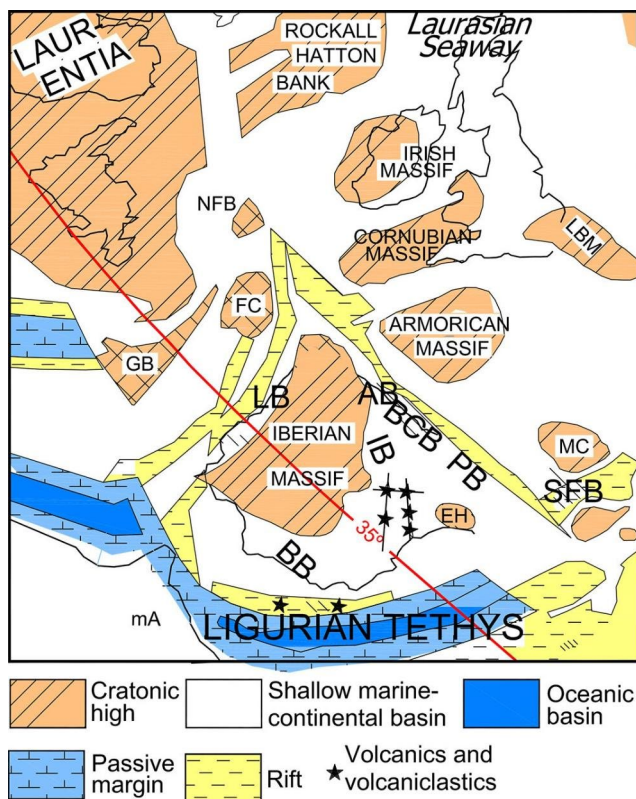 LAUR-
ENTIA
ROCKALL
HATTON
BANK
Laurasian
Seaway
IRISH
MASSIF
NFB
CORNUBIAN
MASSIF
LBM
FC
ARMORICAN
MASSIF
GB
LB
AB
BCB
IBERIAN
MASSIF
IB
PB
MC
SFB
EH
35º
BB
mA
LIGURIAN TETHYS
Cratonic
high
Shallow marine-
continental basin
Oceanic
basin
Passive
margin
Rift
Volcanics and
volcaniclastics